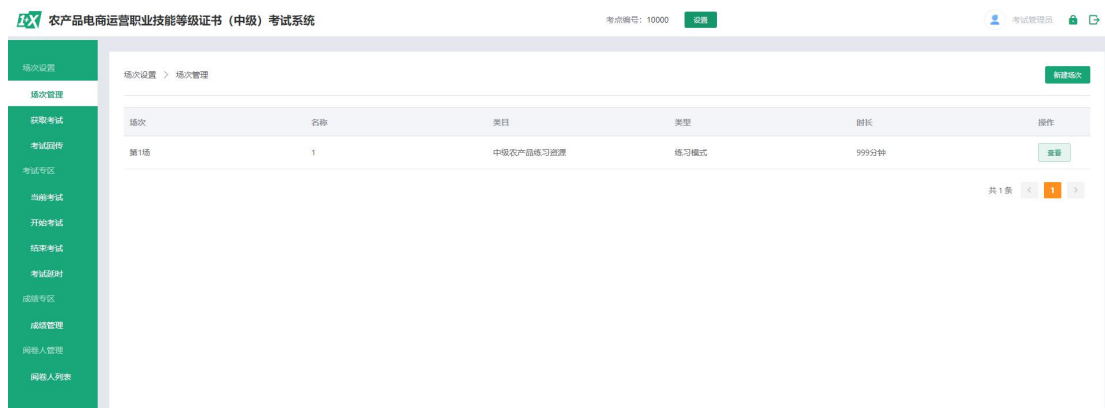 1+X 农产品电商运营职业技能等级证书（中级）考试系统 考点编号：10000 设置 考试管理员
场次设置
场次管理
获取考试
考试回传
考试专区
当前考试
开始考试
结束考试
考试延时
成绩专区
成绩管理
阅卷人管理
阅卷人列表
场次设置 > 场次管理 新建场次
场次 名称 类目 类型 时长 操作
第1场 1 中级农产品练习资源 练习模式 999分钟 查看
共 1 条 < 1 >